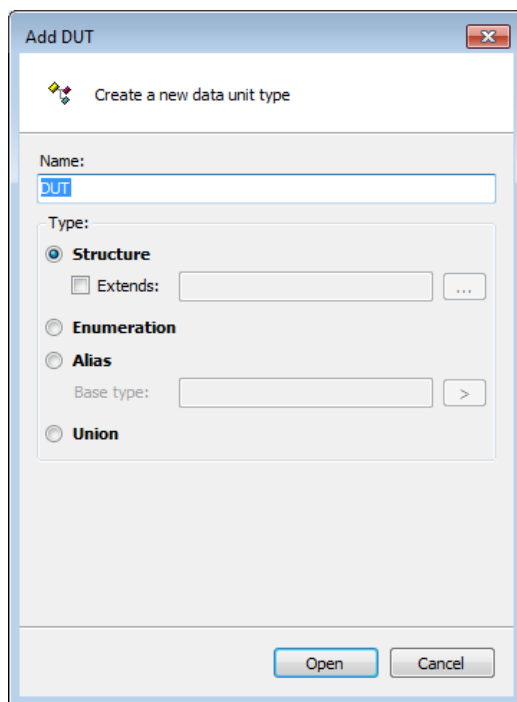 Add DUT
Create a new data unit type
Name:
DUT
Type:
Structure
Extends:
...
Enumeration
Alias
Base type:
>
Union
Open
Cancel